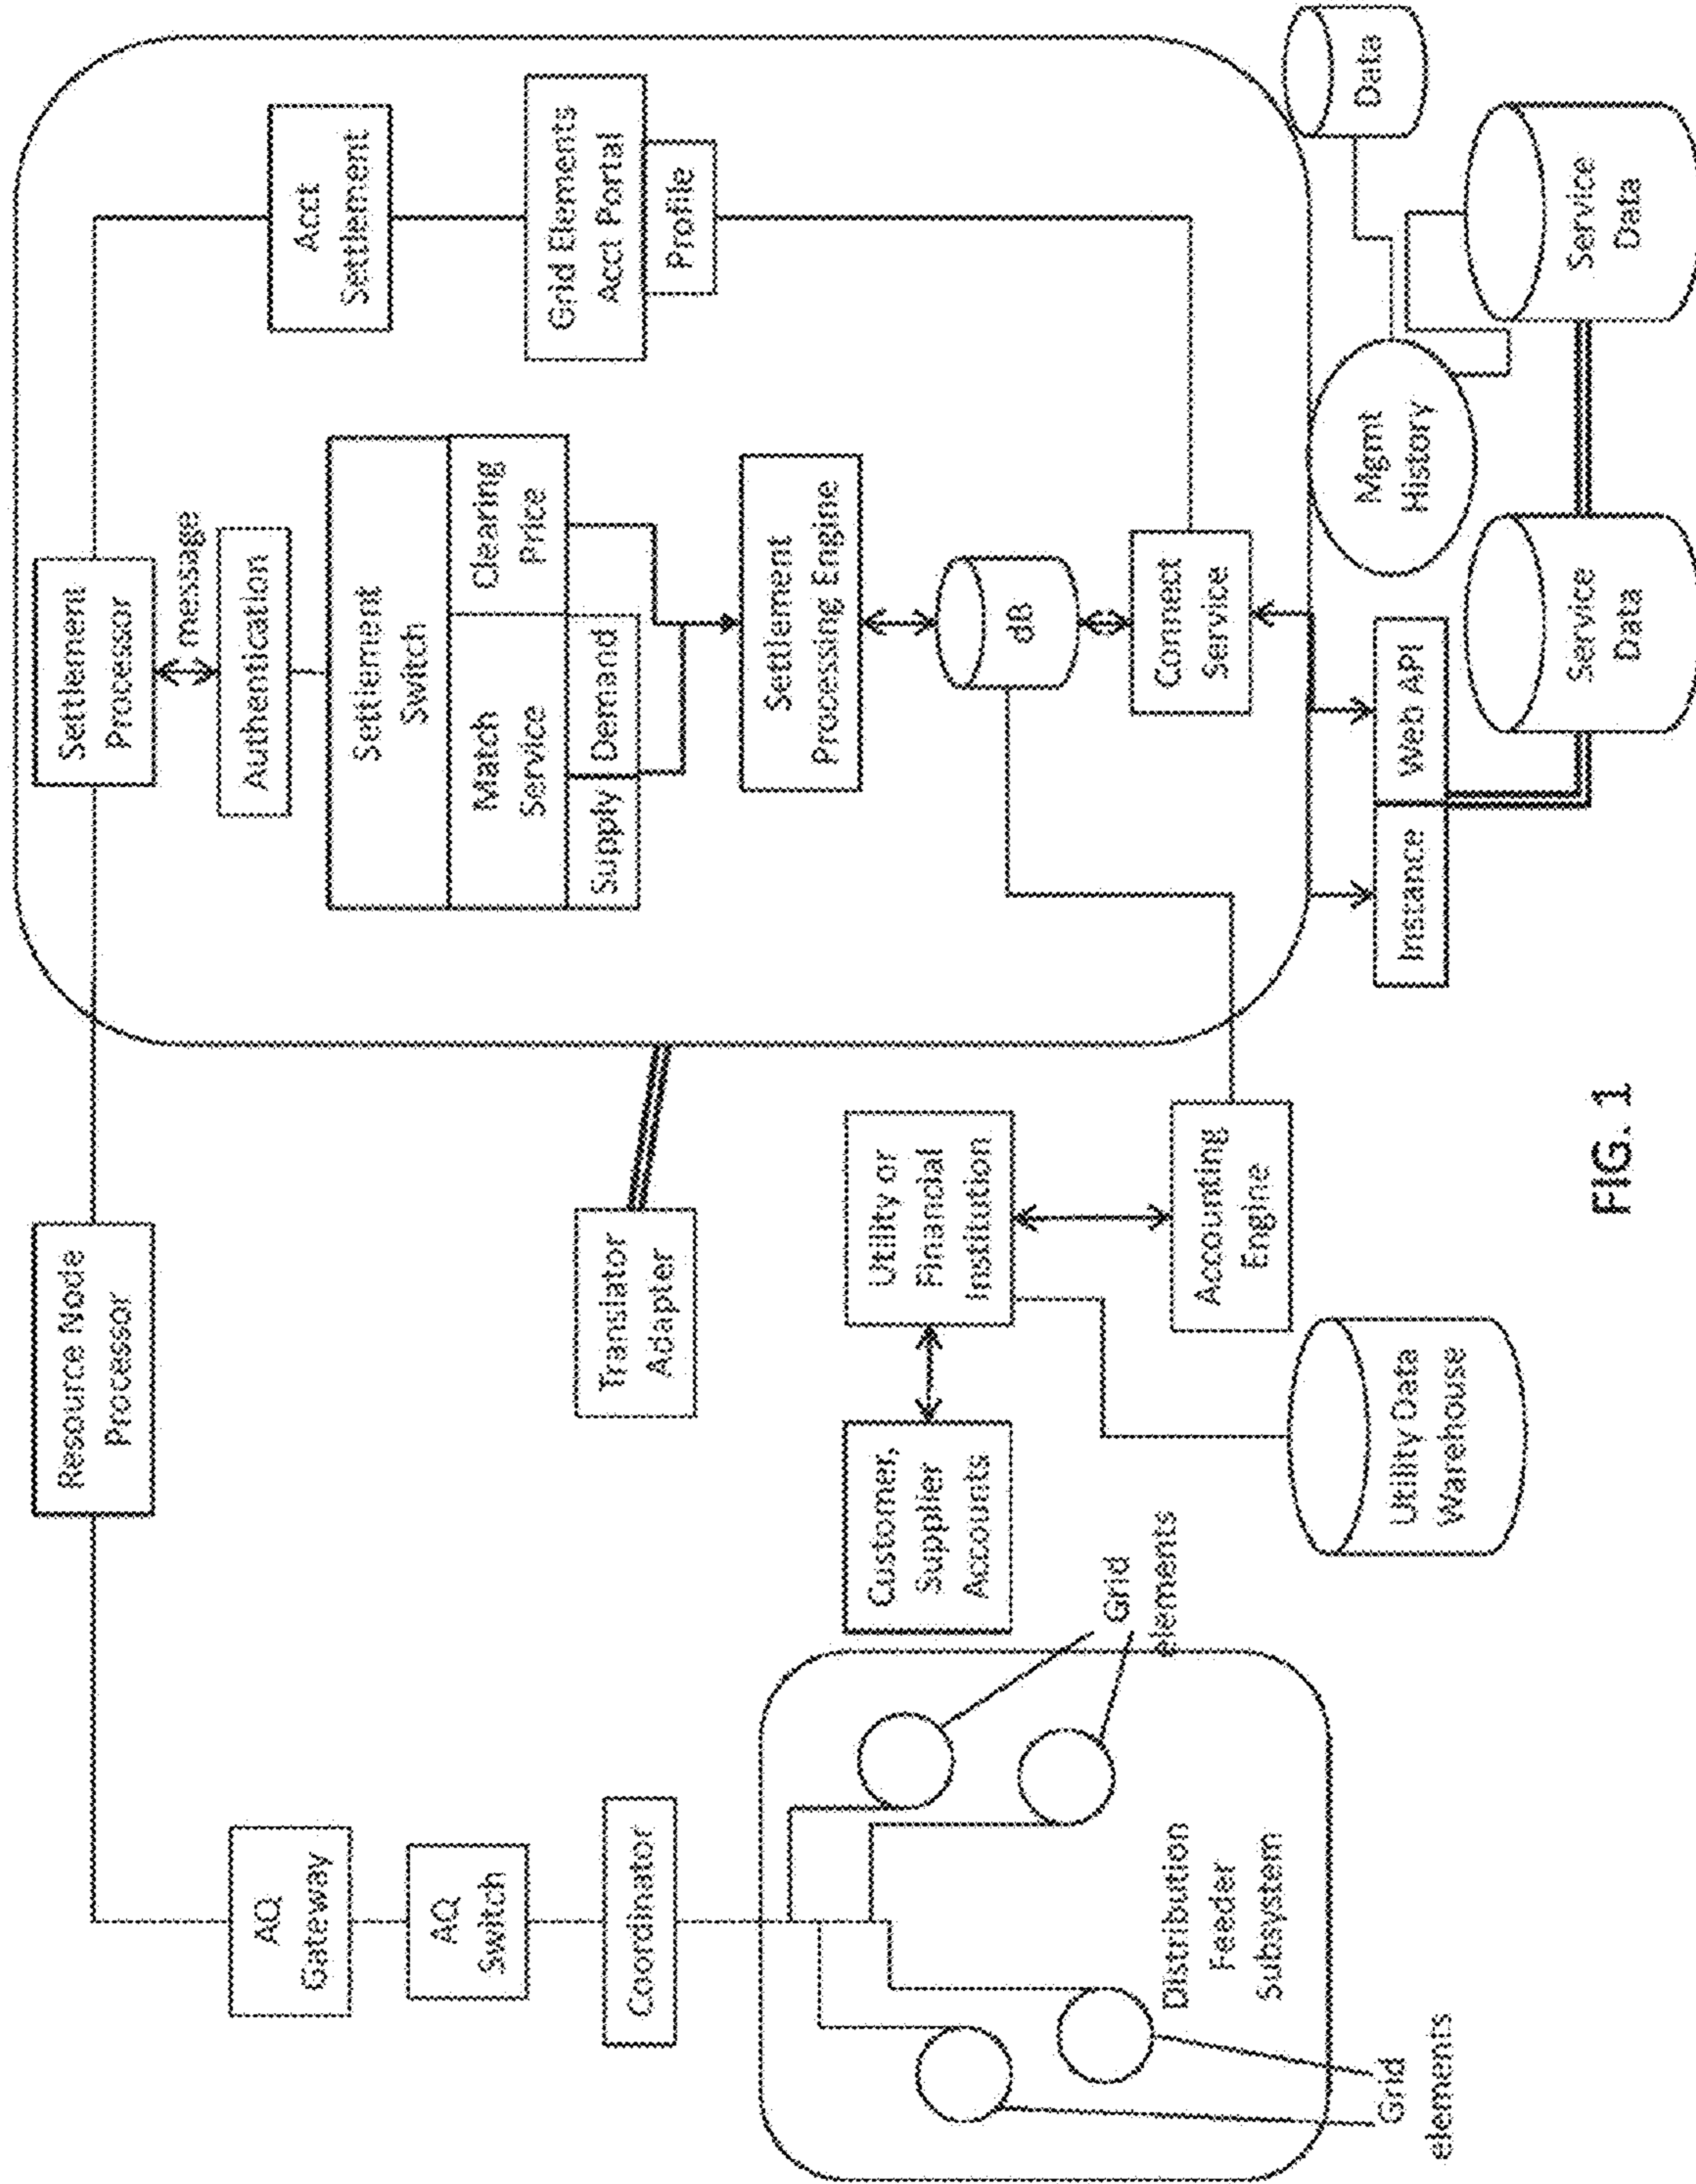 Resource Node
Processor
Settlement
Processor
message
Authentication
Acct
Settlement
AQ
Gateway
AQ
Switch
Coordinator
Settlement
Switch
Match
Service
Clearing
Price
Supply
Demand
Grid Elements
Acct Portal
Profile
Translator
Adapter
Settlement
Processing Engine
Customer,
Supplier
Accounts
Utility or
Financial
Institution
dB
Grid
elements
Distribution
Feeder
Subsystem
Accounting
Engine
Connect
Service
Grid
elements
Utility Data
Warehouse
Instance
Web API
Mgmt
History
Data
Service
Data
Service
Data
FIG. 1